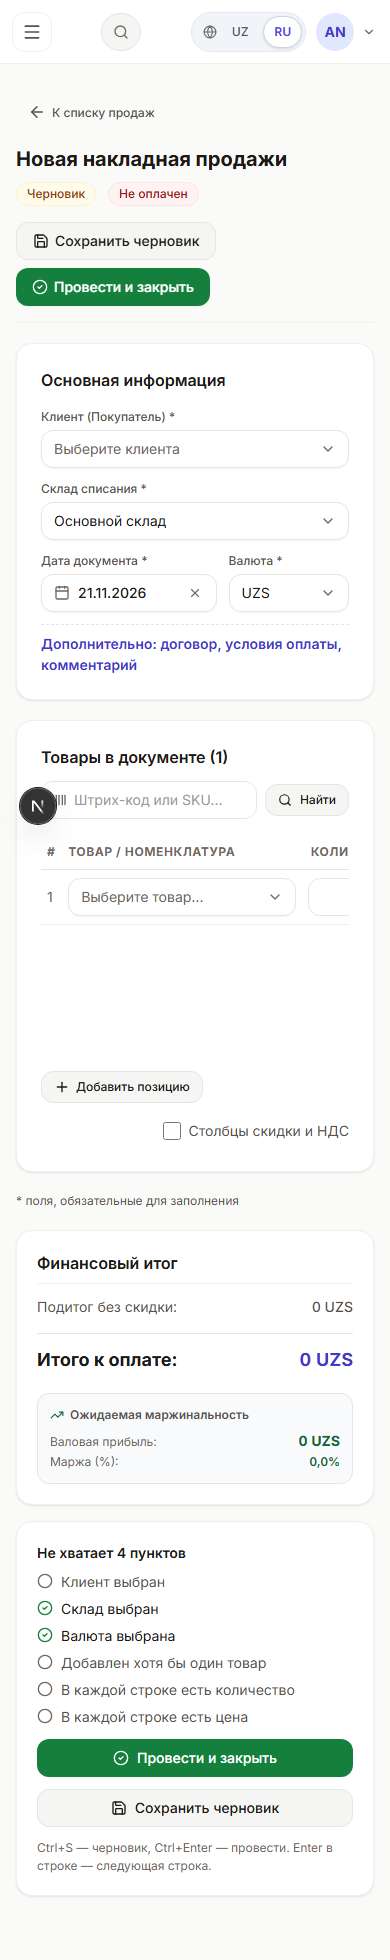 UZ RU AN
К списку продаж
Новая накладная продажи
Черновик Не оплачен
Сохранить черновик
Провести и закрыть
Основная информация
Клиент (Покупатель) *
Выберите клиента
Склад списания *
Основной склад
Дата документа * Валюта *
21.11.2026 UZS
Дополнительно: договор, условия оплаты,
комментарий
Товары в документе (1)
N Штрих-код или SKU... Найти
# ТОВАР / НОМЕНКЛАТУРА КОЛИ
1 Выберите товар...
Добавить позицию
Столбцы скидки и НДС
* поля, обязательные для заполнения
Финансовый итог
Подитог без скидки: 0 UZS
Итого к оплате: 0 UZS
Ожидаемая маржинальность
Валовая прибыль: 0 UZS
Маржа (%): 0,0%
Не хватает 4 пунктов
Клиент выбран
Склад выбран
Валюта выбрана
Добавлен хотя бы один товар
В каждой строке есть количество
В каждой строке есть цена
Провести и закрыть
Сохранить черновик
Ctrl+S — черновик, Ctrl+Enter — провести. Enter в
строке — следующая строка.